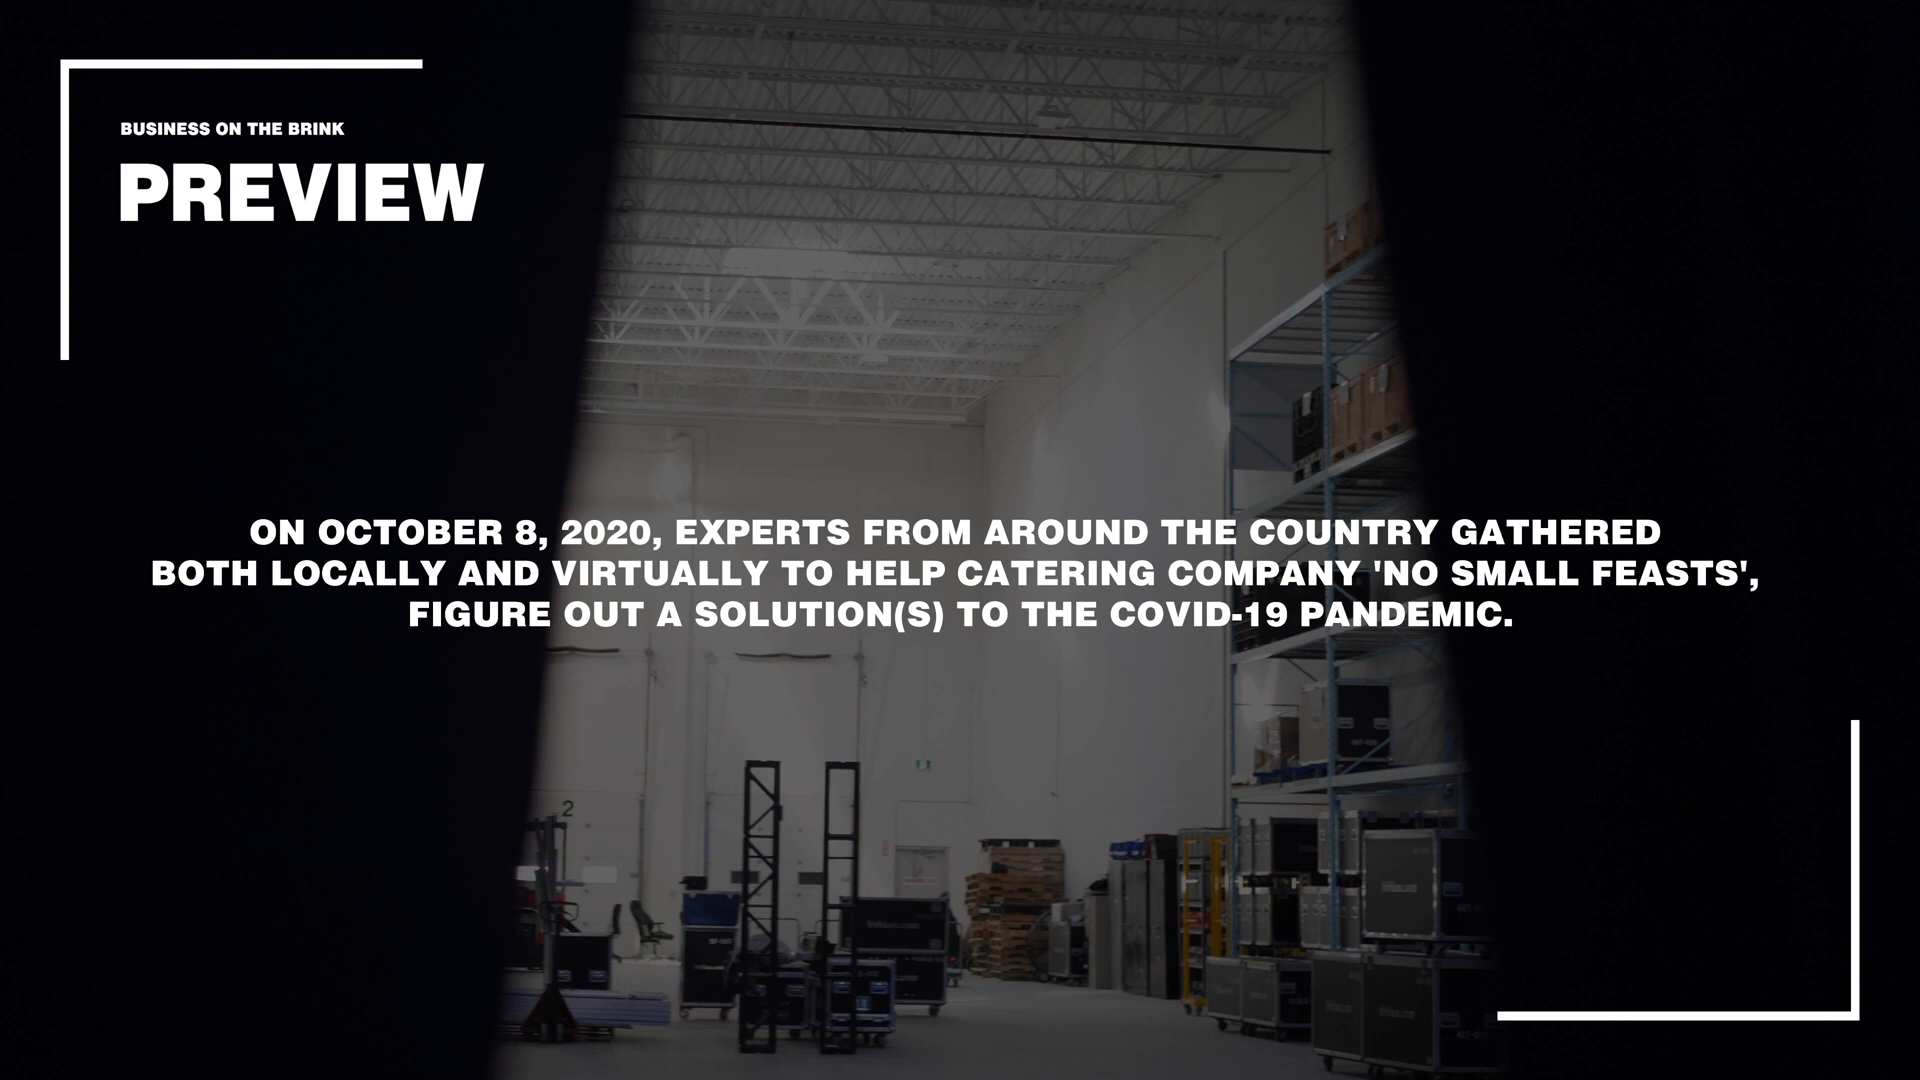 BUSINESS ON THE BRINK
PREVIEW
ON OCTOBER 8, 2020, EXPERTS FROM AROUND THE COUNTRY GATHERED
BOTH LOCALLY AND VIRTUALLY TO HELP CATERING COMPANY 'NO SMALL FEASTS',
FIGURE OUT A SOLUTION(S) TO THE COVID-19 PANDEMIC.
2